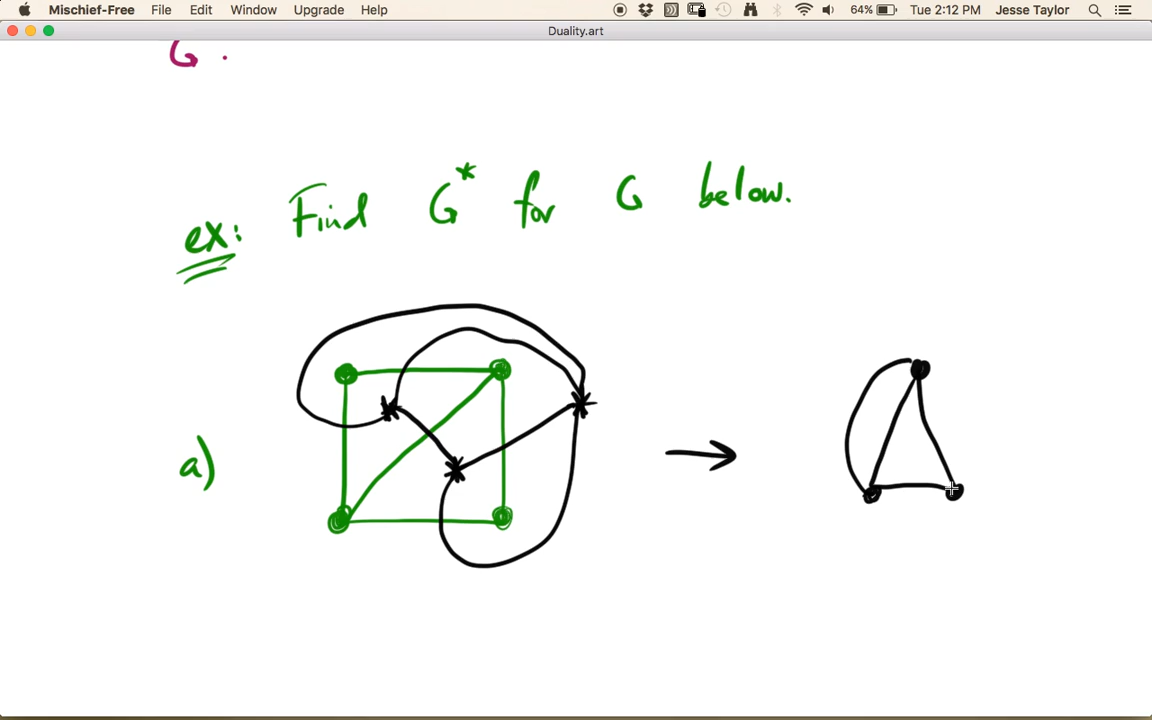 Mischief-Free File Edit Window Upgrade Help 64% Tue 2:12 PM Jesse Taylor
Duality.art
G .
ex: Find G* for G below.
a)